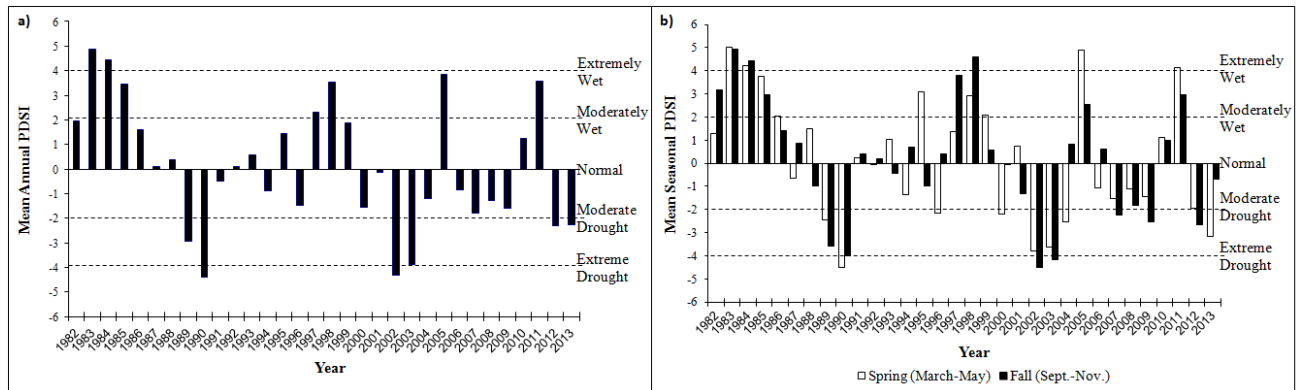 a)
Mean Annual PDSI
6
5
4
3
2
1
0
-1
-2
-3
-4
-5
-6
Extremely
Wet
Moderately
Wet
Normal
Moderate
Drought
Extreme
Drought
1982 1983 1984 1985 1986 1987 1988 1989 1990 1991 1992 1993 1994 1995 1996 1997 1998 1999 2000 2001 2002 2003 2004 2005 2006 2007 2008 2009 2010 2011 2012 2013
Year
b)
Mean Seasonal PDSI
6
5
4
3
2
1
0
-1
-2
-3
-4
-5
-6
Extremely
Wet
Moderately
Wet
Normal
Moderate
Drought
Extreme
Drought
1982 1983 1984 1985 1986 1987 1988 1989 1990 1991 1992 1993 1994 1995 1996 1997 1998 1999 2000 2001 2002 2003 2004 2005 2006 2007 2008 2009 2010 2011 2012 2013
Year
Spring (March-May) Fall (Sept.-Nov.)